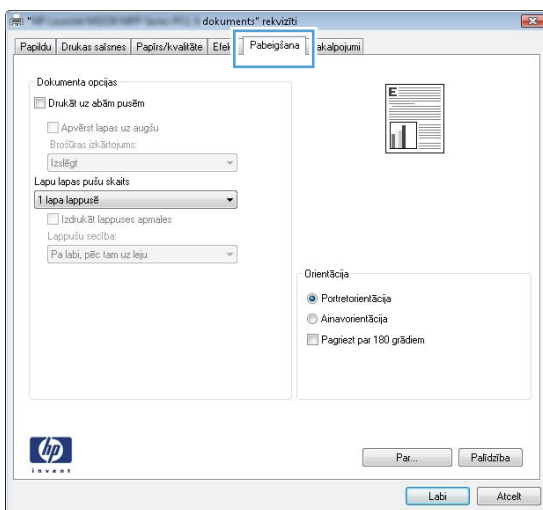 dokuments" rekvizīti
Papildu Drukas saīsnes Papīrs/kvalitāte Efek Pabeigšana akalpojumi
Dokumenta opcijas
Drukāt uz abām pusēm
Apvērst lapas uz augšu
Brošūras izkārtojums:
Izslēgt
Lapu lapas pušu skaits
1 lapa lappusē
Izdrukāt lappuses apmales
Lappušu secība:
Pa labi, pēc tam uz leju
E
Orientācija
Portretorientācija
Ainavorientācija
Pagriezt par 180 grādiem
hp
invent
Par... Palīdzība
Labi Atcelt